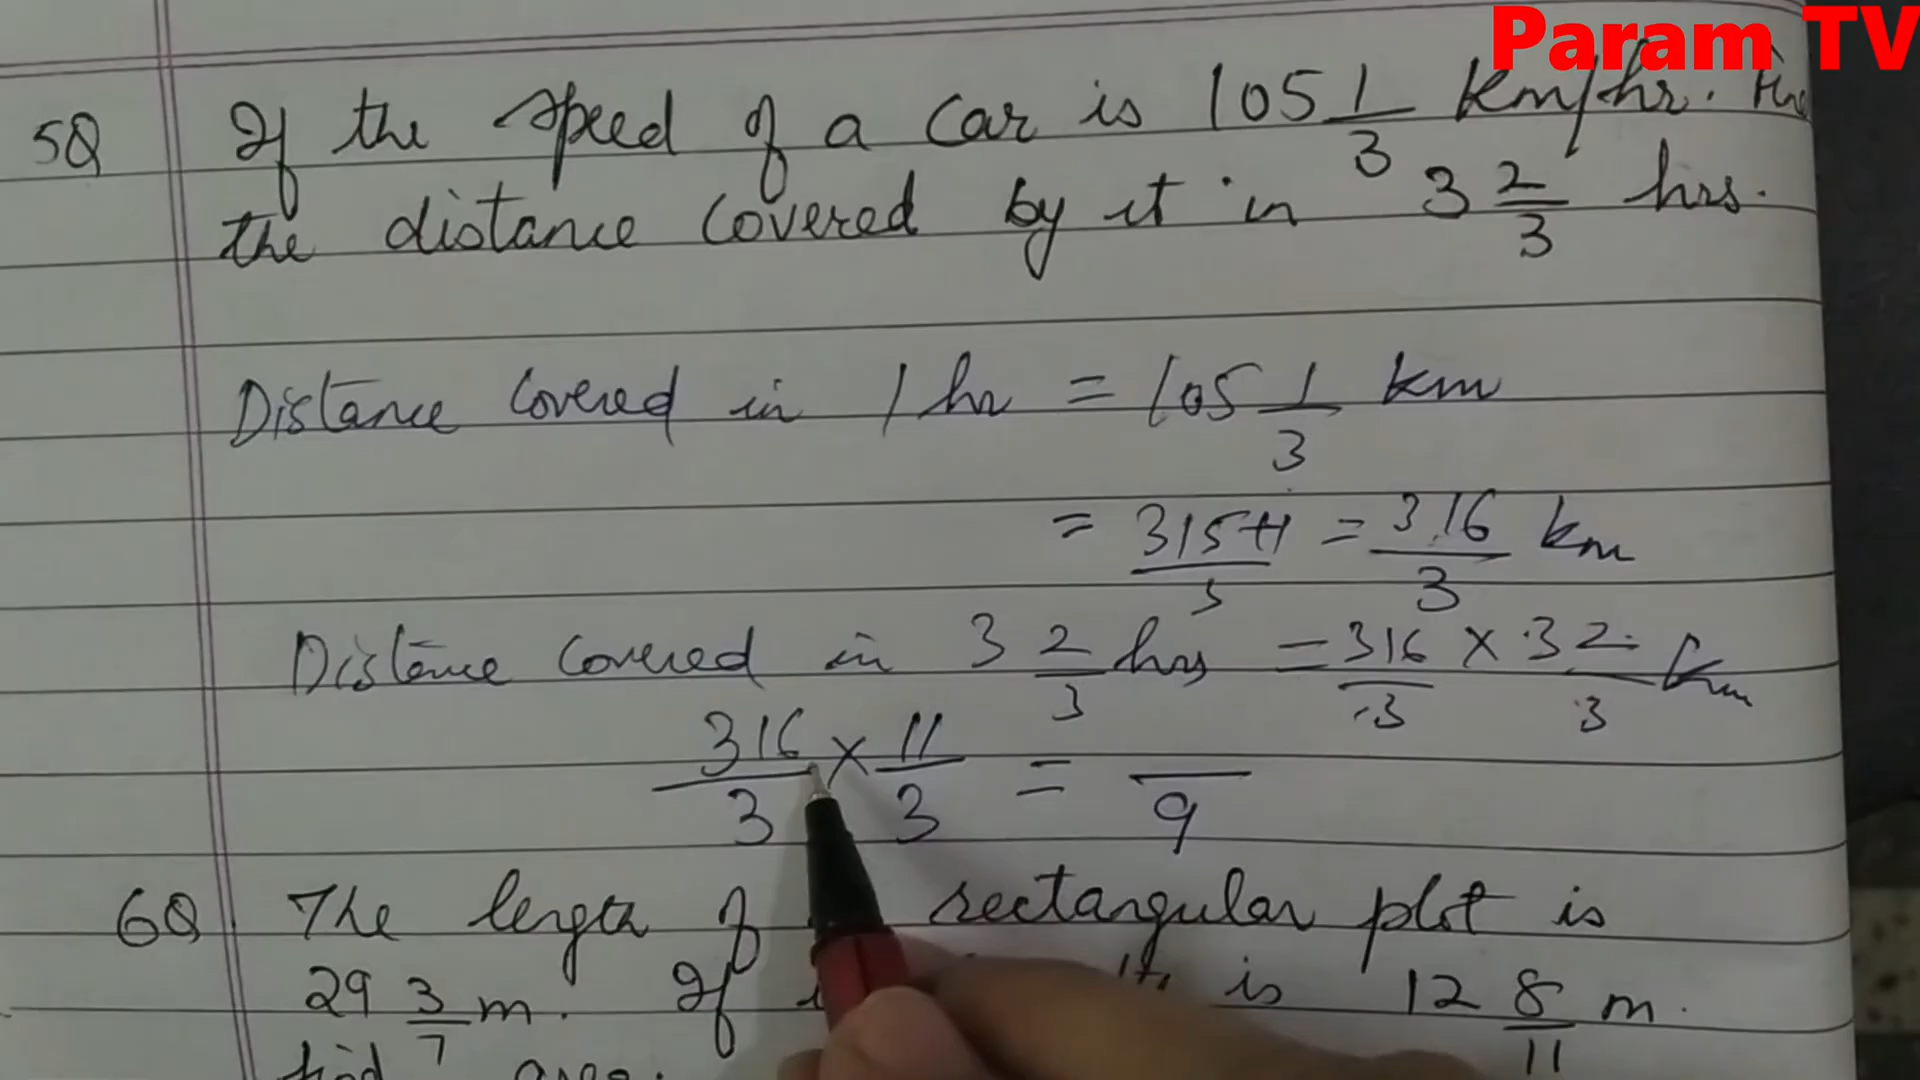 Param TV
5Q If the speed of a car is 105 1/3 km/hr.
the distance covered by it in 3 2/3 hrs.
Distance covered in 1 hr = 105 1/3 km
= 315+1/3 = 316/3 km
Distance covered in 3 2/3 hrs = 316/3 × 3 2/3 km
316/3 × 11/3 = /9
6Q. The length of rectangular plot is
29 3/7 m. If is 12 8/11 m.
find area.